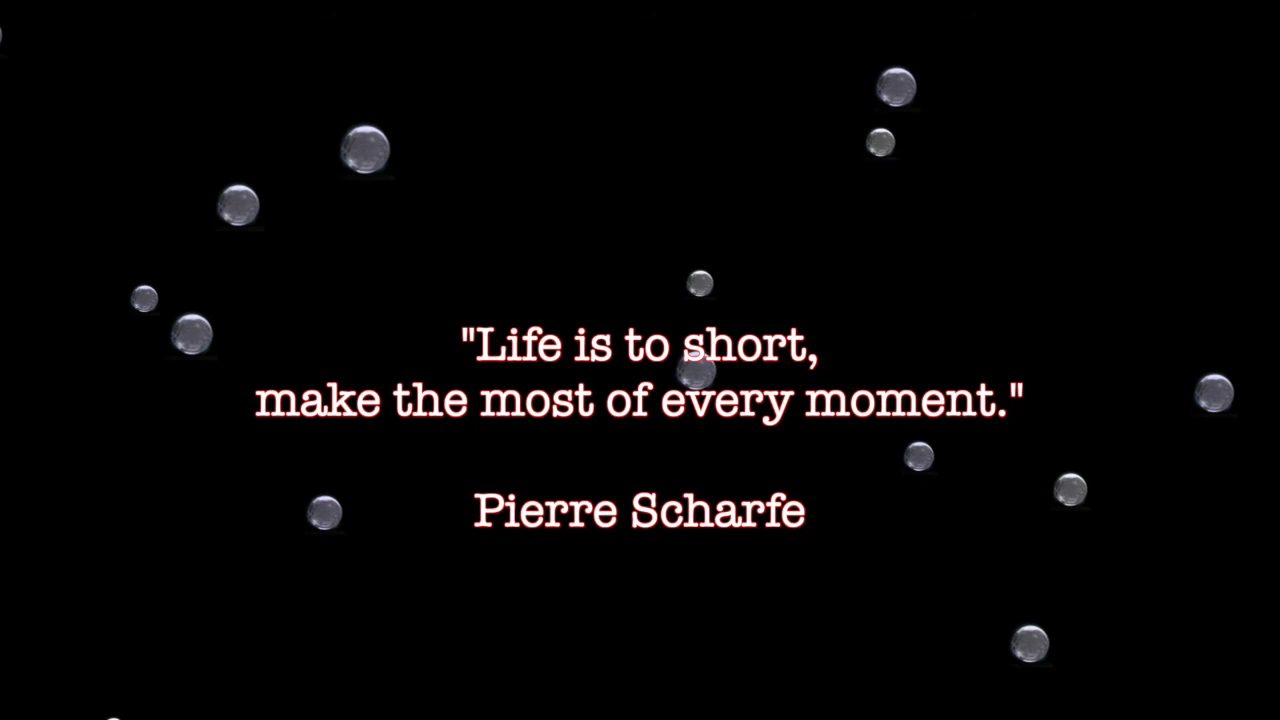 "Life is to short,
make the most of every moment."
Pierre Scharfe